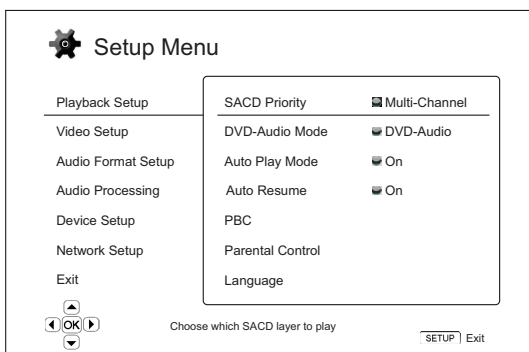 Setup Menu
Playback Setup
Video Setup
Audio Format Setup
Audio Processing
Device Setup
Network Setup
Exit
SACD Priority Multi-Channel
DVD-Audio Mode DVD-Audio
Auto Play Mode On
Auto Resume On
PBC
Parental Control
Language
OK
Choose which SACD layer to play
SETUP Exit